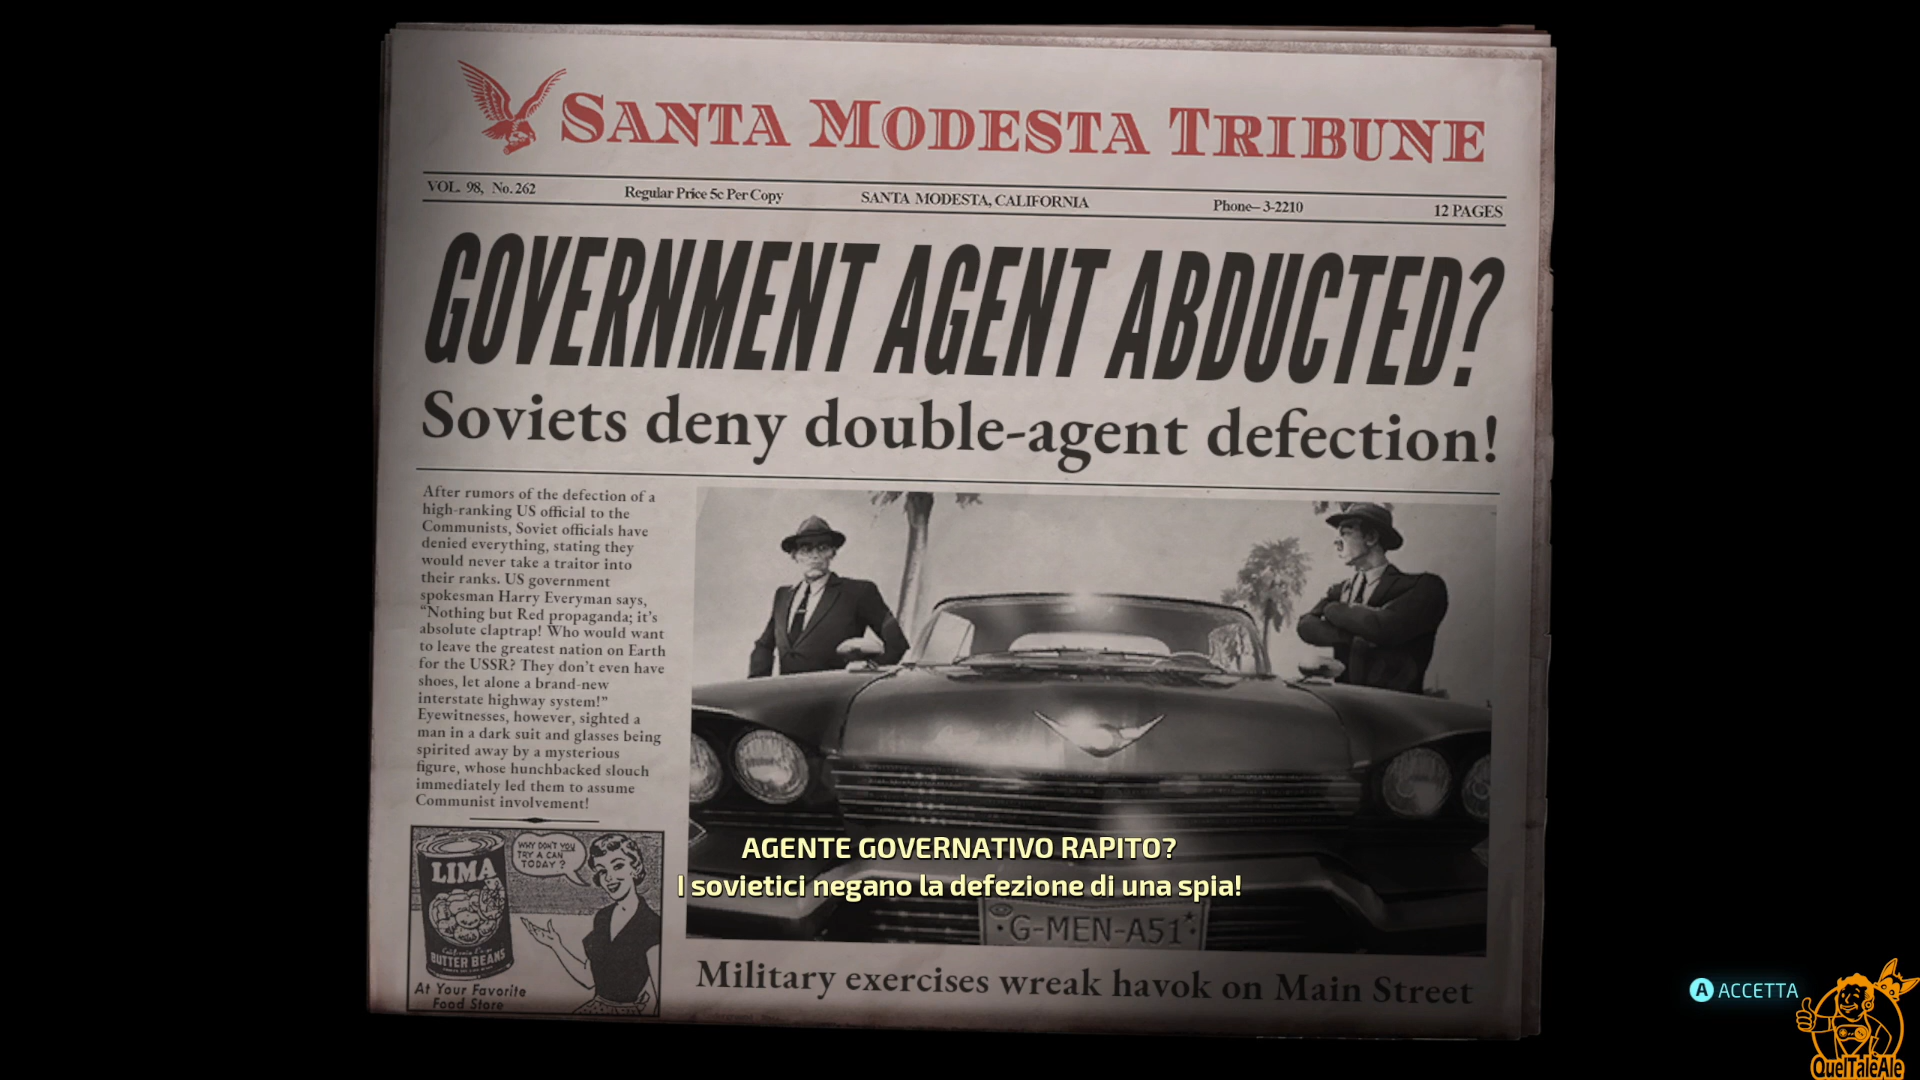 SANTA MODESTA TRIBUNE
VOL. 98, No. 262 Regular Price 5c Per Copy SANTA MODESTA, CALIFORNIA Phone–3-2210 12 PAGES
GOVERNMENT AGENT ABDUCTED?
Soviets deny double-agent defection!
After rumors of the defection of a
high-ranking US official to the
Communists, Soviet officials have
denied everything, stating they
would never take a traitor into
their ranks. US government
spokesman Harry Everyman says,
“Nothing but Red propaganda; it's
absolute claptrap! Who would want
to leave the greatest nation on Earth
for the USSR? They don't even have
shoes, let alone a brand-new
interstate highway system!”
Eyewitnesses, however, sighted a
man in a dark suit and glasses being
spirited away by a mysterious
figure, whose hunchbacked slouch
immediately led them to assume
Communist involvement!
WHY DON'T YOU
TRY A CAN
TODAY?
LIMA
BUTTER BEANS
At Your Favorite
Food Store
AGENTE GOVERNATIVO RAPITO?
I sovietici negano la defezione di una spia!
G-MEN-A51
Military exercises wreak havok on Main Street
A ACCETTA
QuelTaleAle